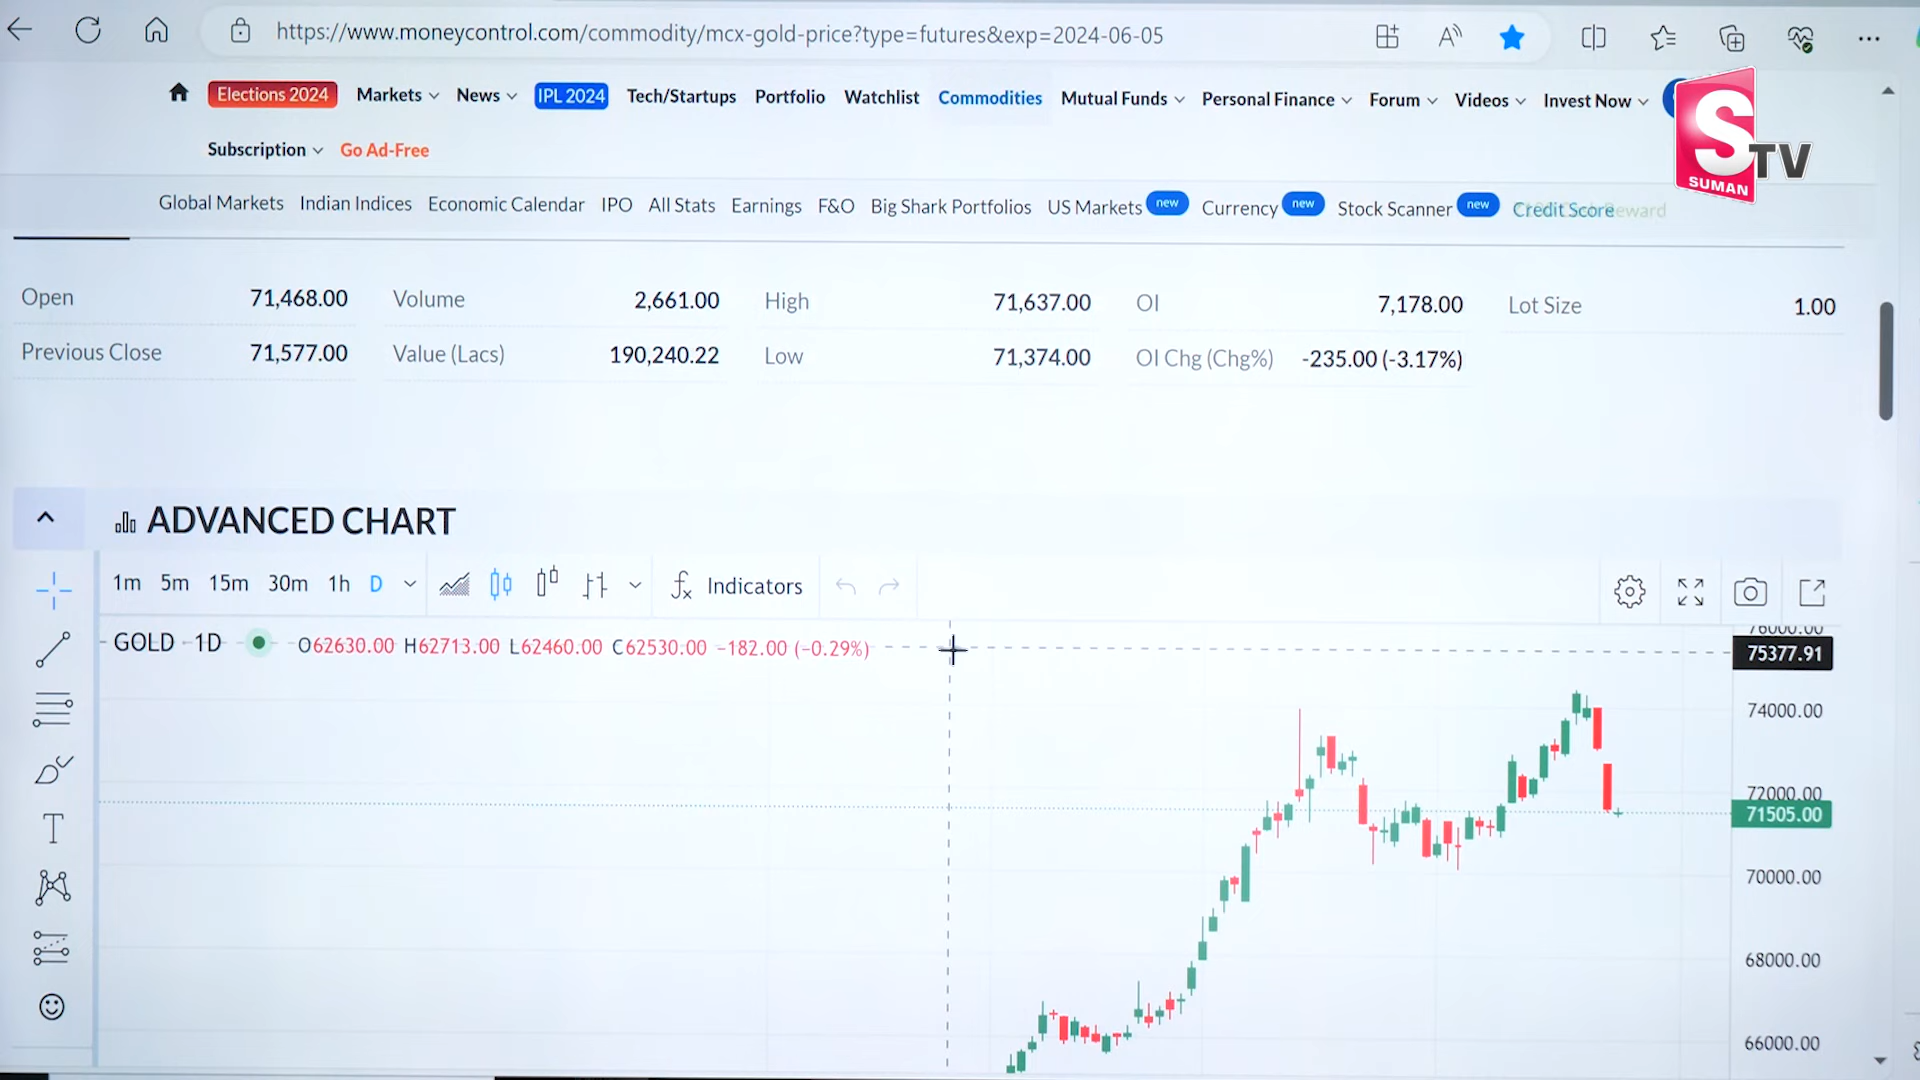 https://www.moneycontrol.com/commodity/mcx-gold-price?type=futures&exp=2024-06-05
Elections 2024 Markets News IPL 2024 Tech/Startups Portfolio Watchlist Commodities Mutual Funds Personal Finance Forum Videos Invest Now
Subscription Go Ad-Free
S TV
SUMAN
Global Markets Indian Indices Economic Calendar IPO All Stats Earnings F&O Big Shark Portfolios US Markets new Currency new Stock Scanner new Credit Score
Open 71,468.00 Volume 2,661.00 High 71,637.00 OI 7,178.00 Lot Size 1.00
Previous Close 71,577.00 Value (Lacs) 190,240.22 Low 71,374.00 OI Chg (Chg%) -235.00 (-3.17%)
ADVANCED CHART
1m 5m 15m 30m 1h D fx Indicators
GOLD 1D O62630.00 H62713.00 L62460.00 C62530.00 −182.00 (−0.29%)
76000.00
75377.91
74000.00
72000.00
71505.00
70000.00
68000.00
66000.00